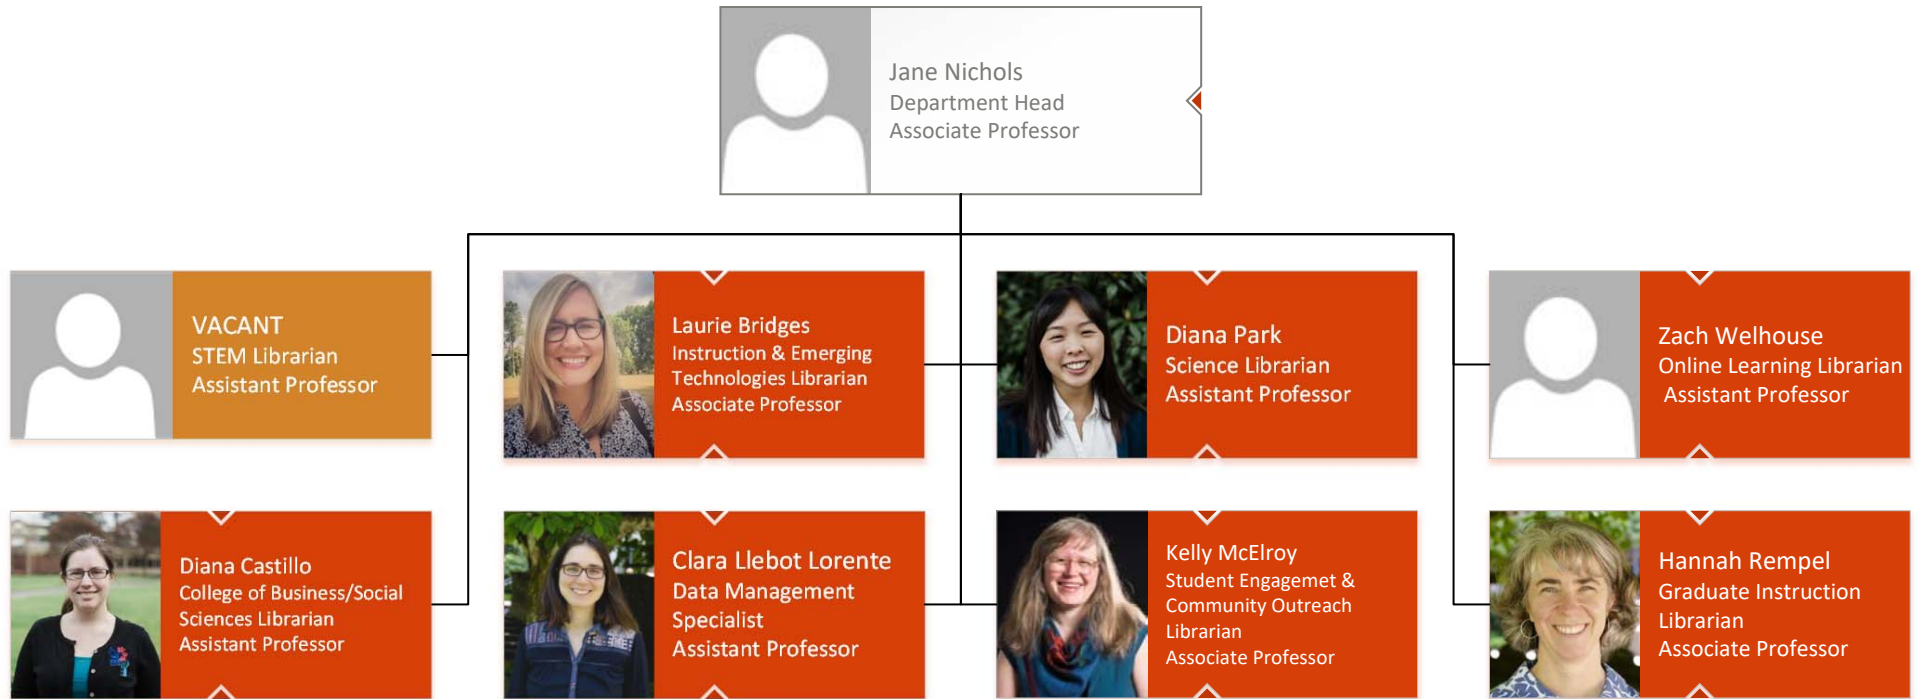 Jane Nichols
Department Head
Associate Professor
VACANT
STEM Librarian
Assistant Professor
Laurie Bridges
Instruction & Emerging
Technologies Librarian
Associate Professor
Diana Park
Science Librarian
Assistant Professor
Zach Welhouse
Online Learning Librarian
Assistant Professor
Diana Castillo
College of Business/Social
Sciences Librarian
Assistant Professor
Clara Llebot Lorente
Data Management
Specialist
Assistant Professor
Kelly McElroy
Student Engagemet &
Community Outreach
Librarian
Associate Professor
Hannah Rempel
Graduate Instruction
Librarian
Associate Professor